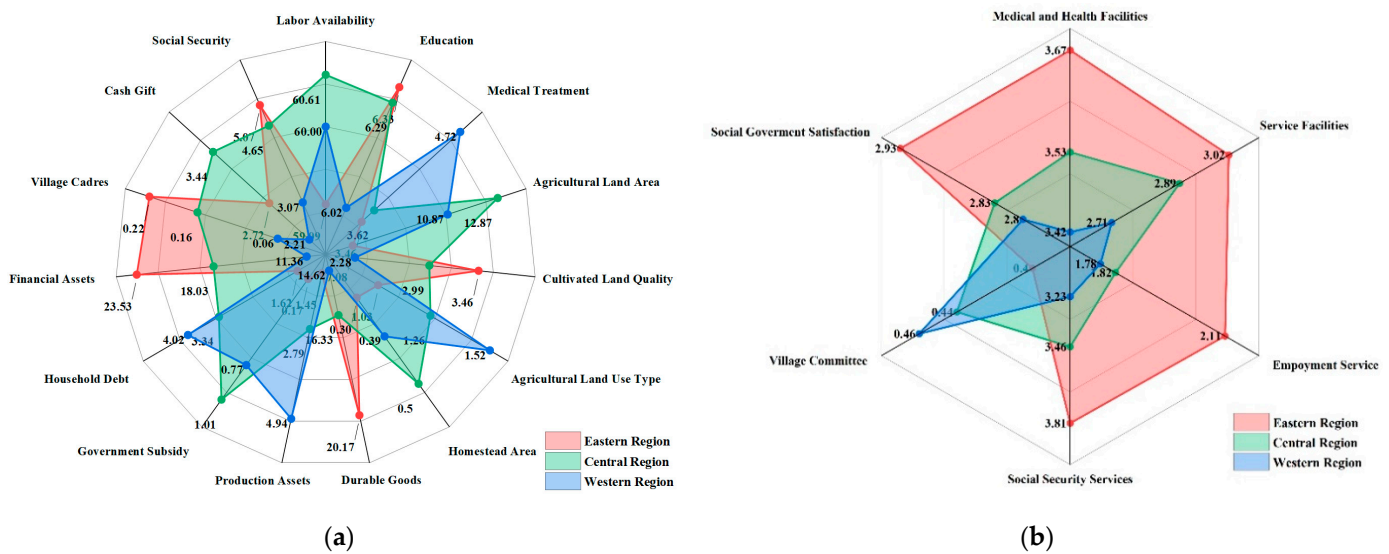 Labor Availability
Social Security
Education
Cash Gift
Medical Treatment
60.61
6.33
6.29
4.72
5.07
4.65
60.00
Village Cadres
3.44
Agricultural Land Area
0.22
0.16
2.72
0.06
3.07
6.02
10.87
12.87
59.99
2.21
3.62
3.46
2.28
Financial Assets
23.53
11.36
14.62
Cultivated Land Quality
18.03
2.99
3.46
1.62
0.17
1.45
1.02
0.30
4.02
3.34
16.33
0.39
1.26
1.52
Household Debt
2.79
Agricultural Land Use Type
0.77
0.5
1.01
4.94
20.17
Government Subsidy
Homestead Area
Production Assets
Durable Goods
Eastern Region
Central Region
Western Region
(a)
Medical and Health Facilities
3.67
Social Goverment Satisfaction
2.93
Service Facilities
3.02
3.53
2.89
2.83
2.8
2.71
3.42
0.4
1.78
1.82
3.23
0.44
0.46
3.46
2.11
Village Committee
Empoyment Service
3.81
Social Security Services
Eastern Region
Central Region
Western Region
(b)